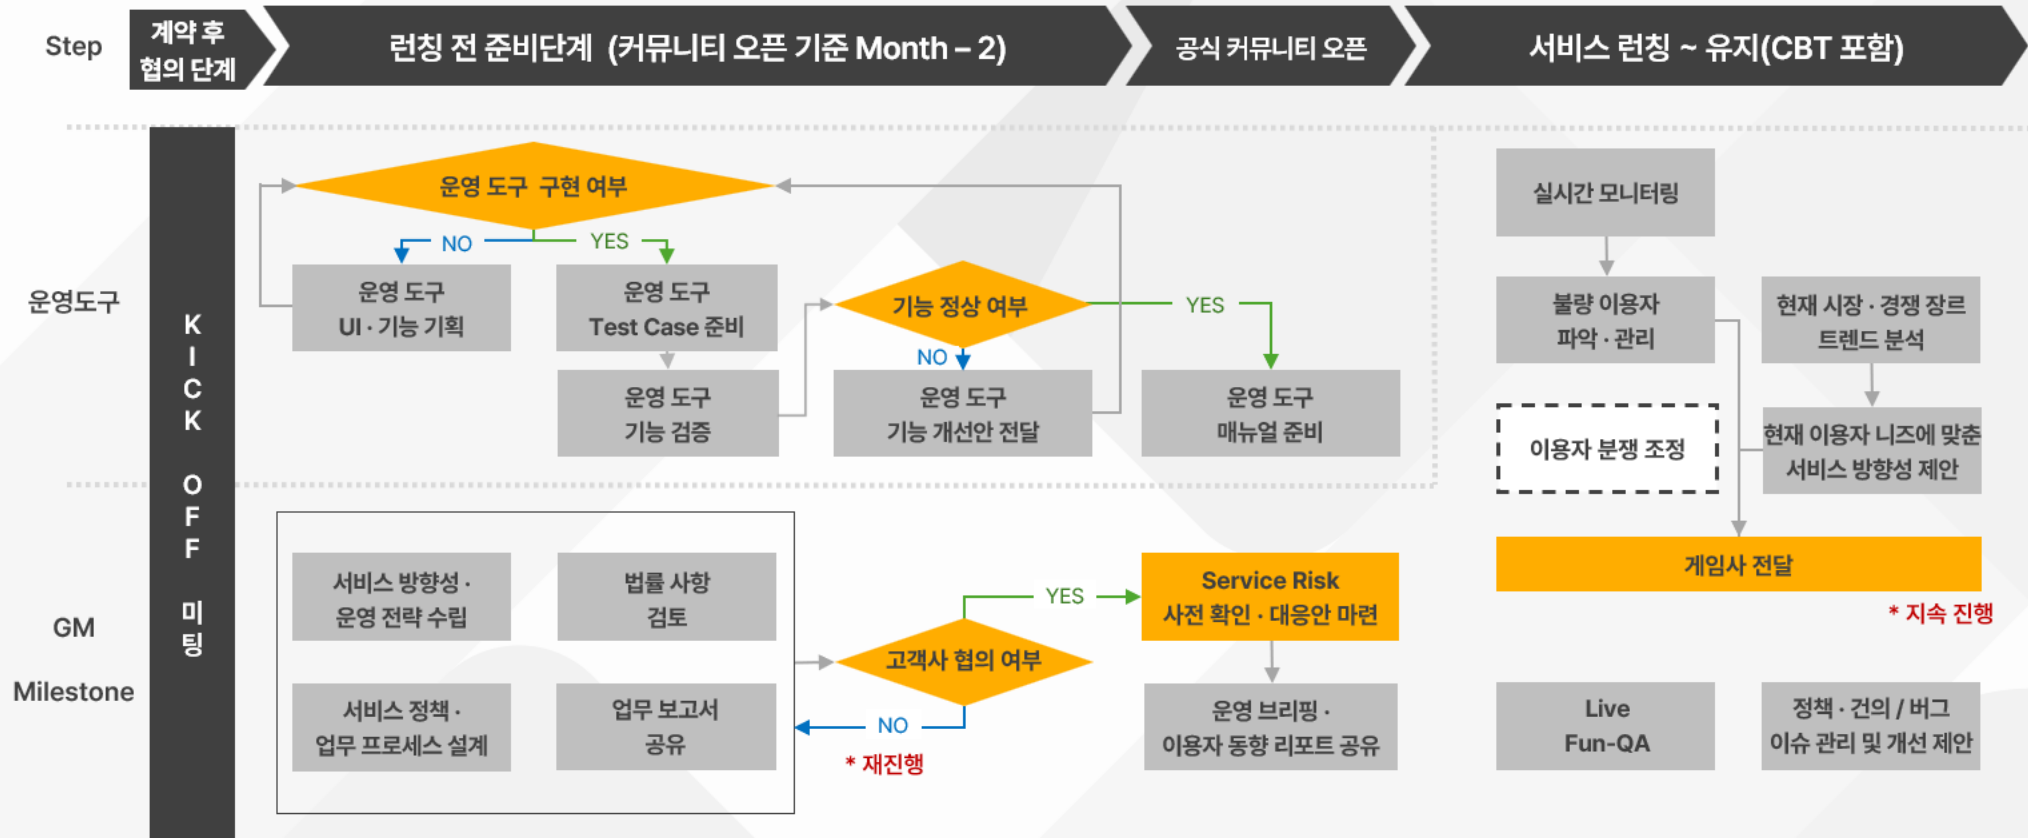 Step
계약 후
협의 단계
런칭 전 준비단계 (커뮤니티 오픈 기준 Month – 2)
공식 커뮤니티 오픈
서비스 런칭 ~ 유지(CBT 포함)
KICK OFF 미팅
운영도구
운영 도구 구현 여부
NO
YES
운영 도구
UI · 기능 기획
운영 도구
Test Case 준비
운영 도구
기능 검증
기능 정상 여부
NO
YES
운영 도구
기능 개선안 전달
운영 도구
매뉴얼 준비
GM
Milestone
서비스 방향성 ·
운영 전략 수립
법률 사항
검토
서비스 정책 ·
업무 프로세스 설계
업무 보고서
공유
고객사 협의 여부
YES
NO
* 재진행
Service Risk
사전 확인 · 대응안 마련
운영 브리핑 ·
이용자 동향 리포트 공유
실시간 모니터링
불량 이용자
파악 · 관리
현재 시장 · 경쟁 장르
트렌드 분석
이용자 분쟁 조정
현재 이용자 니즈에 맞춘
서비스 방향성 제안
게임사 전달
* 지속 진행
Live
Fun-QA
정책 · 건의 / 버그
이슈 관리 및 개선 제안